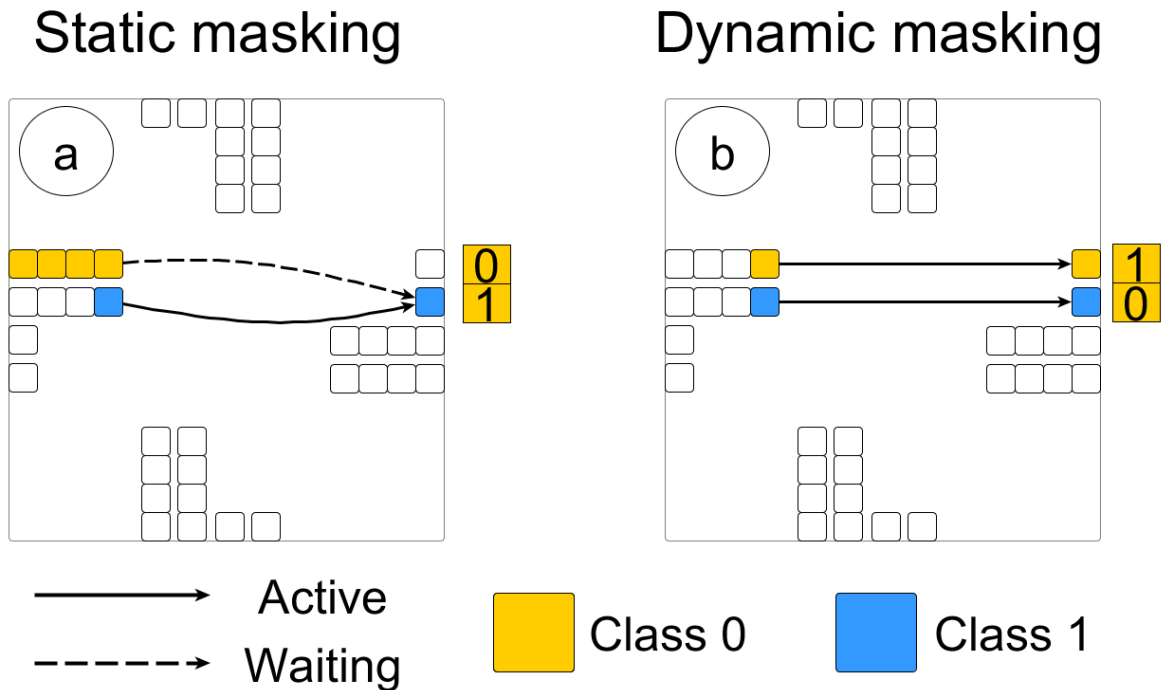 Static masking
Dynamic masking
a
b
0
1
1
0
Active
Waiting
Class 0
Class 1